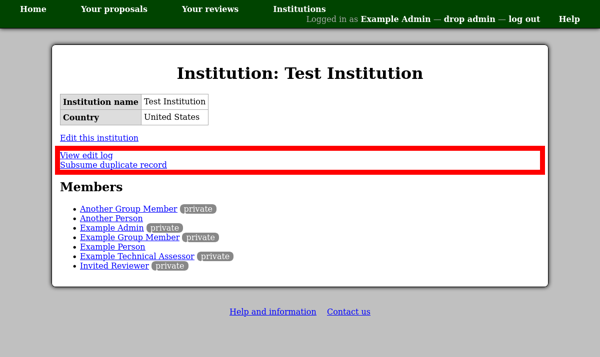 Home Your proposals Your reviews Institutions
Logged in as Example Admin — drop admin — log out Help
Institution: Test Institution
Institution name Test Institution
Country United States
Edit this institution
View edit log
Subsume duplicate record
Members
Another Group Member private
Another Person
Example Admin private
Example Group Member private
Example Person
Example Technical Assessor private
Invited Reviewer private
Help and information Contact us